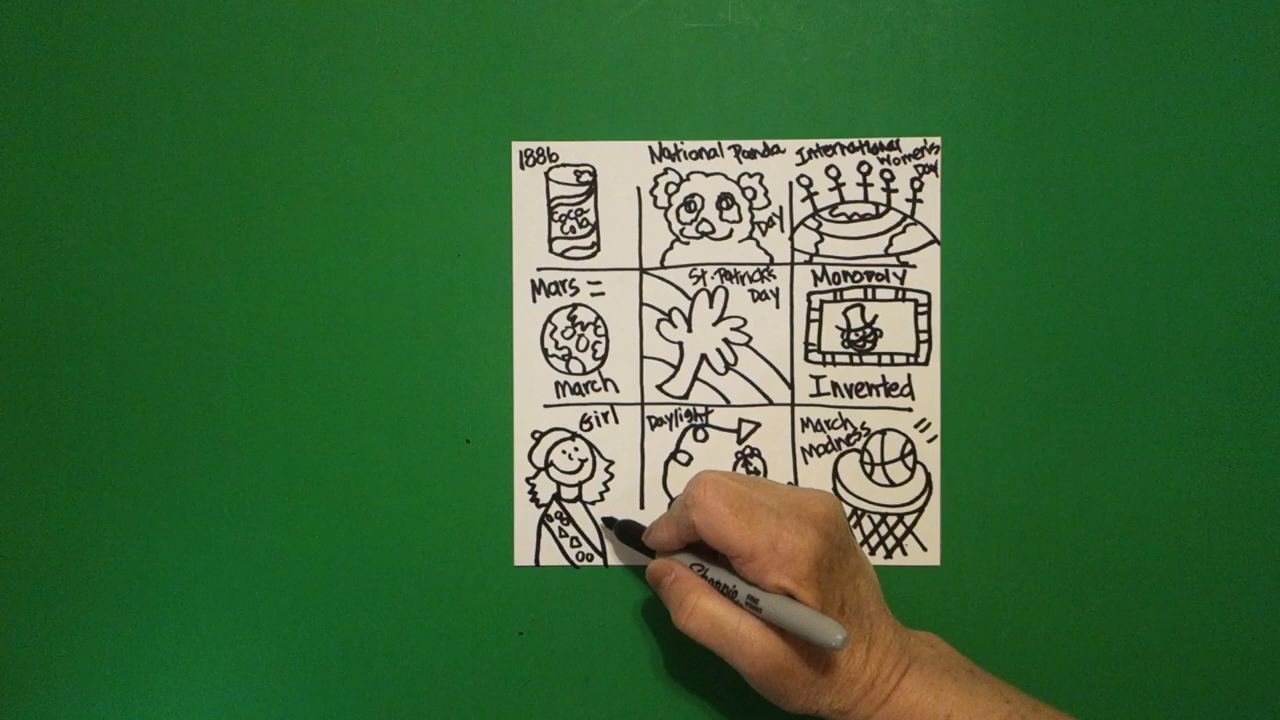 1886
Coca
Cola
National Panda
Day
International
Women's
Day
Mars =
March
St. Patrick's
Day
Monopoly
Invented
Girl
Daylight
March
Madness
Sharpie